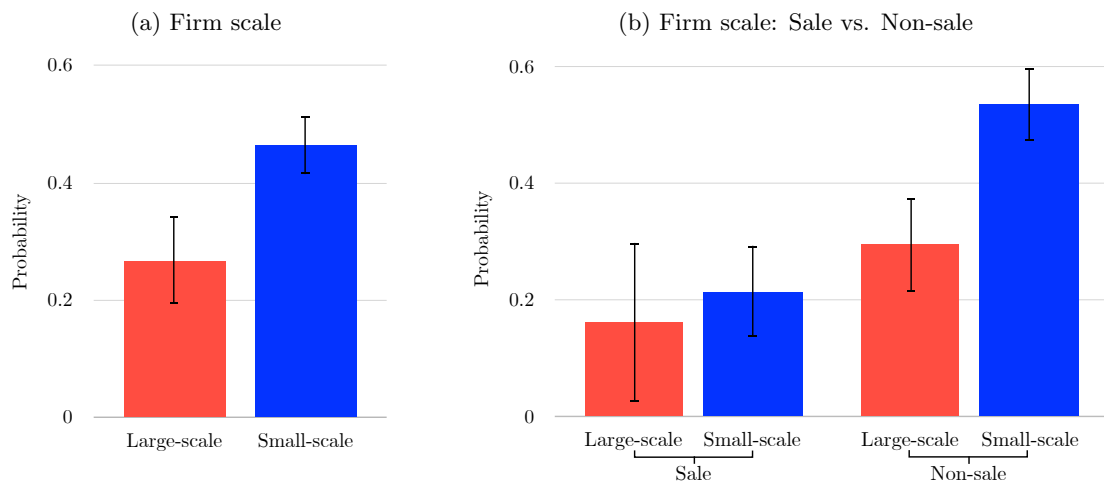 (a) Firm scale
0.6
0.4
0.2
0
Probability
Large-scale Small-scale
(b) Firm scale: Sale vs. Non-sale
0.6
0.4
0.2
0
Probability
Large-scale Small-scale Large-scale Small-scale
Sale Non-sale